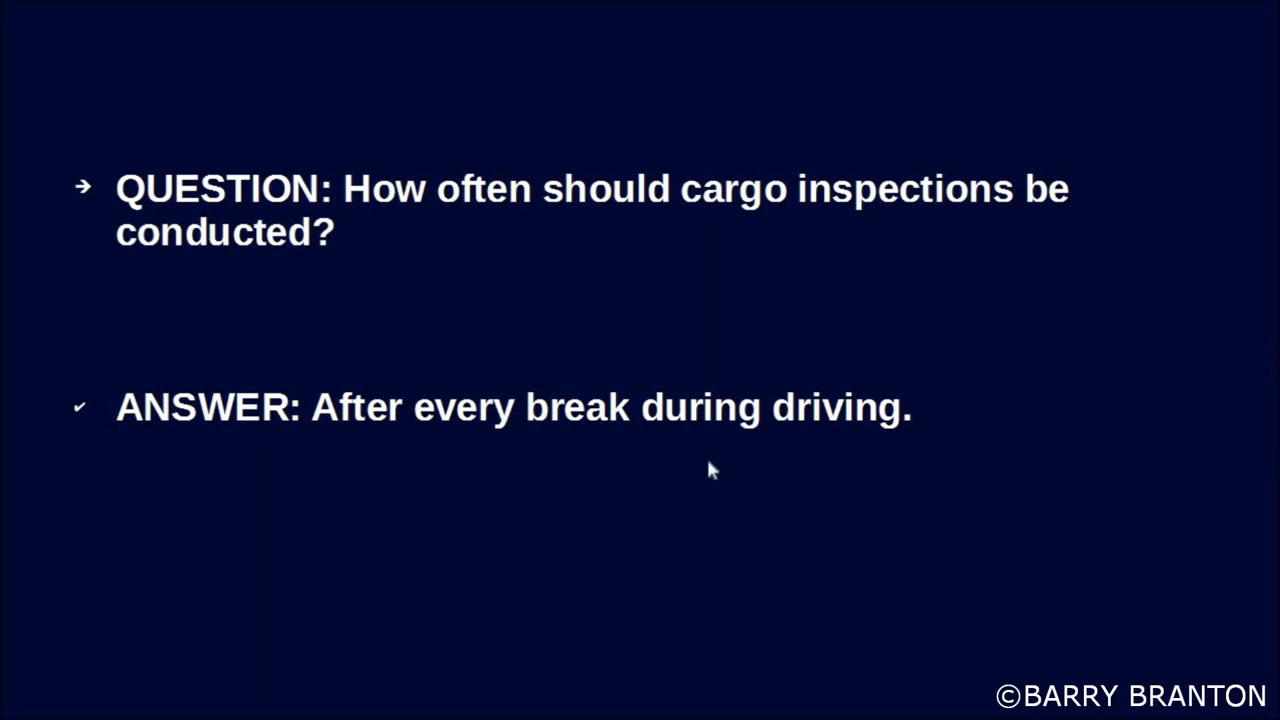 ➔ QUESTION: How often should cargo inspections be
conducted?
✔ ANSWER: After every break during driving.
©BARRY BRANTON